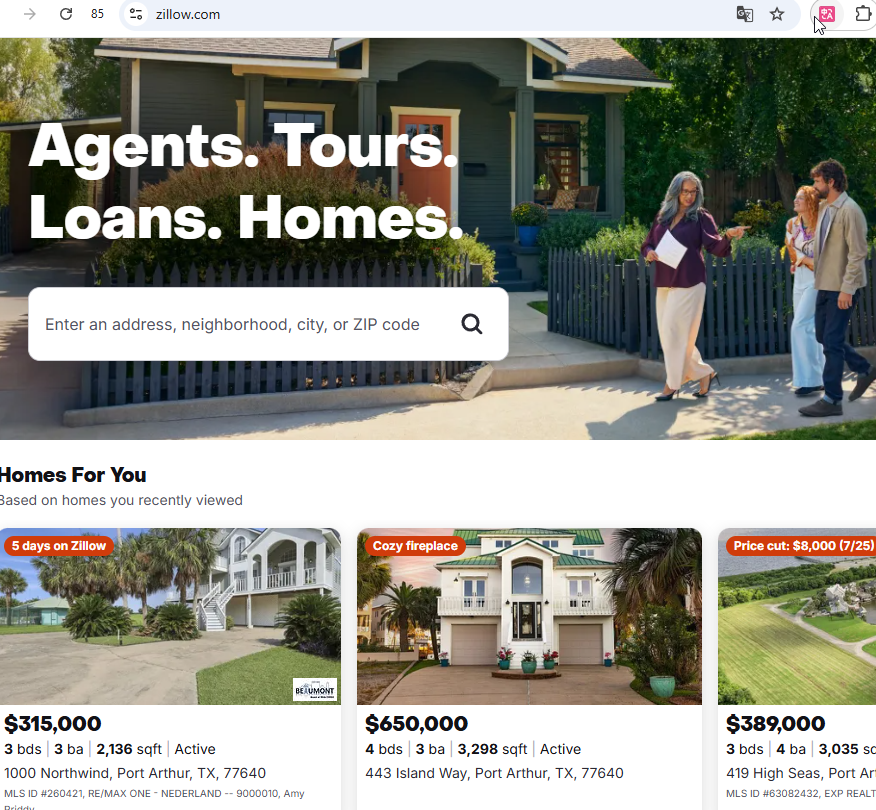 85
zillow.com
Agents. Tours.
Loans. Homes.
Enter an address, neighborhood, city, or ZIP code
Homes For You
Based on homes you recently viewed
5 days on Zillow
BEAUMONT
$315,000
3 bds | 3 ba | 2,136 sqft | Active
1000 Northwind, Port Arthur, TX, 77640
MLS ID #260421, RE/MAX ONE - NEDERLAND -- 9000010, Amy
Priddy
Cozy fireplace
$650,000
4 bds | 3 ba | 3,298 sqft | Active
443 Island Way, Port Arthur, TX, 77640
Price cut: $8,000 (7/25)
$389,000
3 bds | 4 ba | 3,035 sq
419 High Seas, Port Ar
MLS ID #63082432, EXP REALT